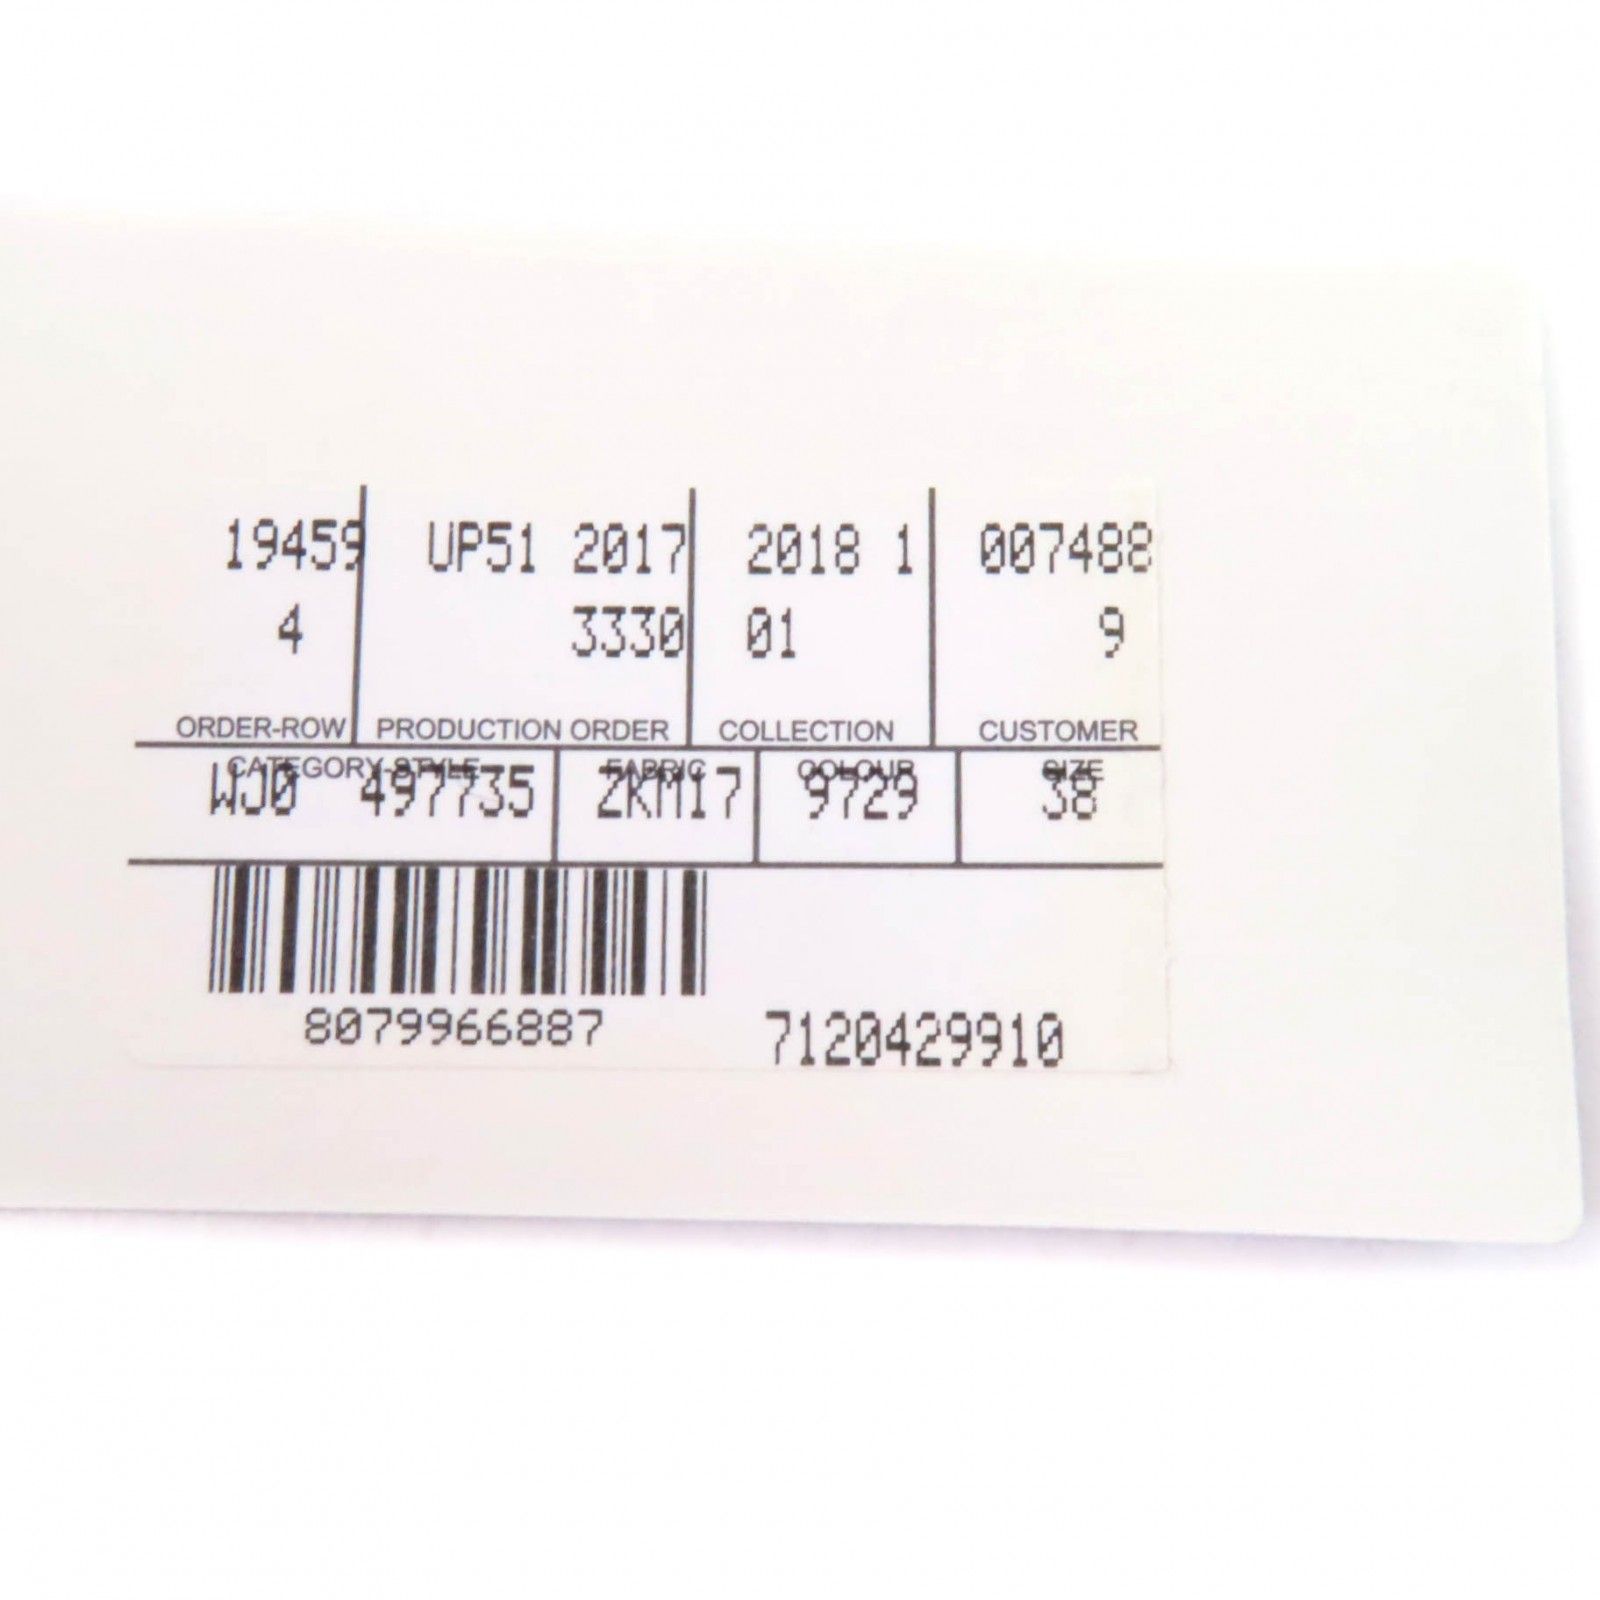 19459 UP51 2017 2018 1 007488
4 3330 01 9
ORDER-ROW PRODUCTION ORDER COLLECTION CUSTOMER
CATEGORY-STYLE FABRIC COLOUR SIZE
WJ0 497735 ZKM17 9729 38
8079966887 7120429910